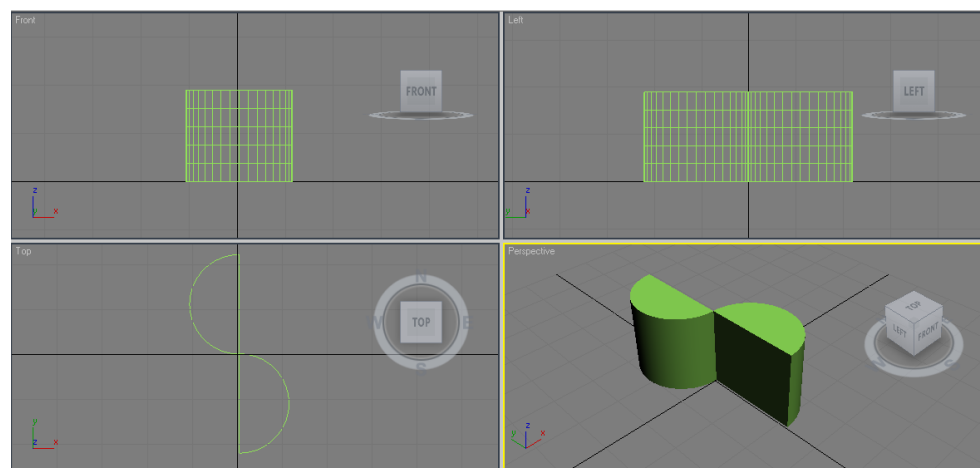 Front
FRONT
z
y x
Left
LEFT
z
y x
Top
N
W TOP E
S
y
z x
Perspective
TOP
LEFT FRONT
z
y x